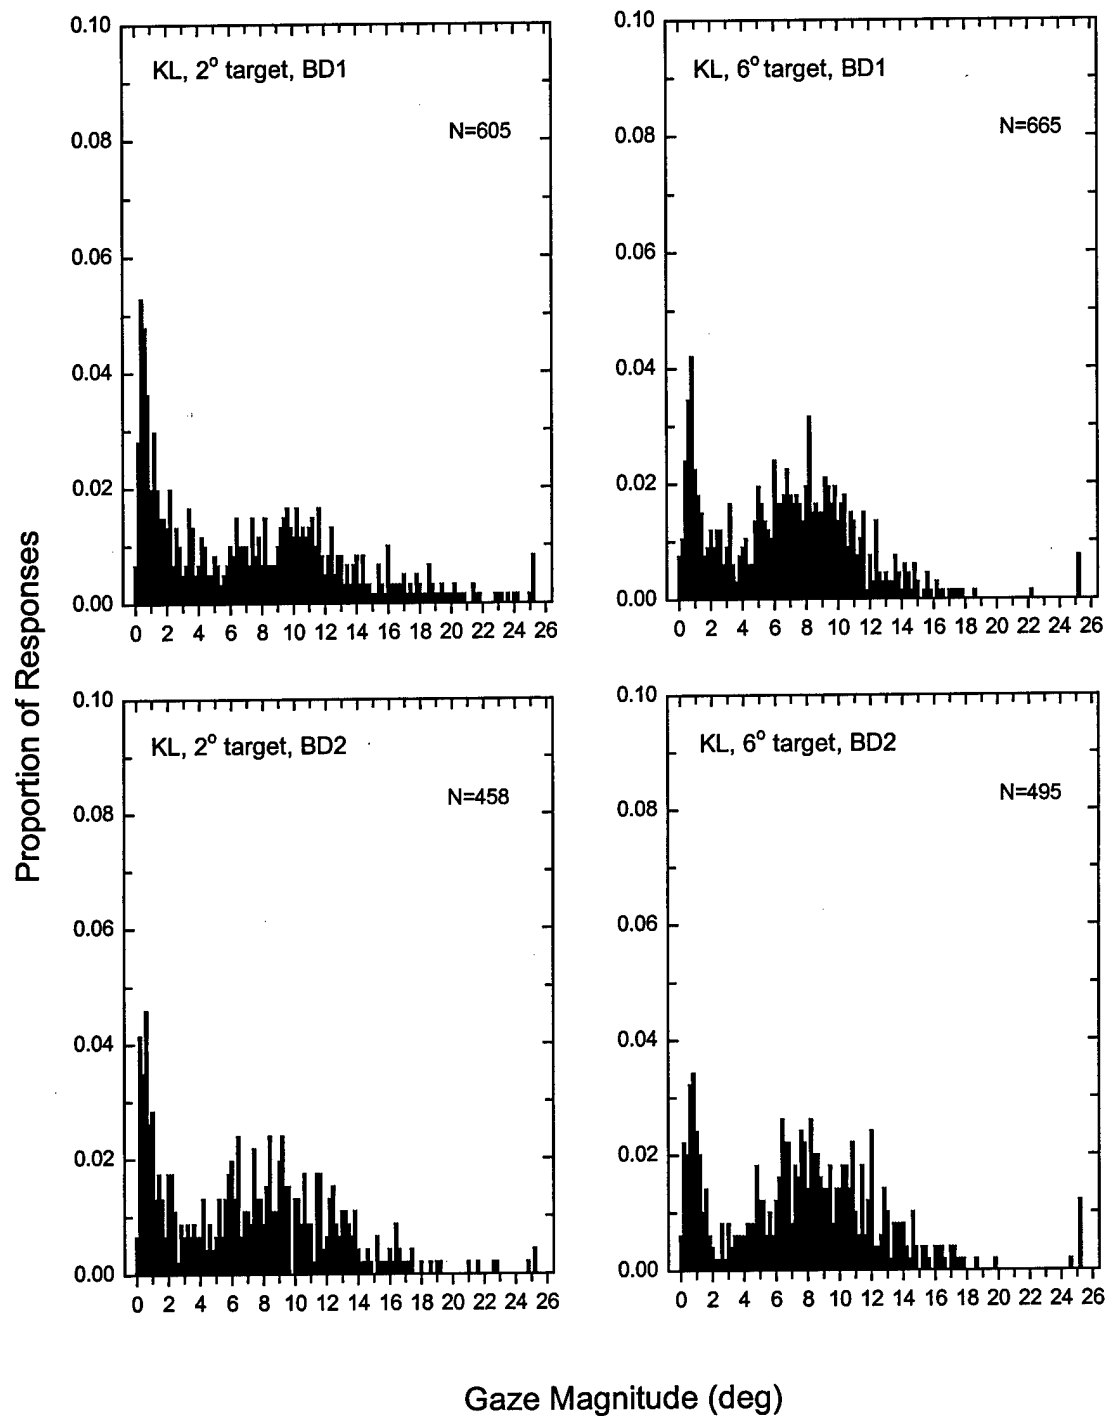 0.10
0.08
0.06
0.04
0.02
0.00
KL, 2° target, BD1
N=605
0 2 4 6 8 10 12 14 16 18 20 22 24 26
0.10
0.08
0.06
0.04
0.02
0.00
KL, 6° target, BD1
N=665
0 2 4 6 8 10 12 14 16 18 20 22 24 26
Proportion of Responses
0.10
0.08
0.06
0.04
0.02
0.00
KL, 2° target, BD2
N=458
0 2 4 6 8 10 12 14 16 18 20 22 24 26
0.10
0.08
0.06
0.04
0.02
0.00
KL, 6° target, BD2
N=495
0 2 4 6 8 10 12 14 16 18 20 22 24 26
Gaze Magnitude (deg)